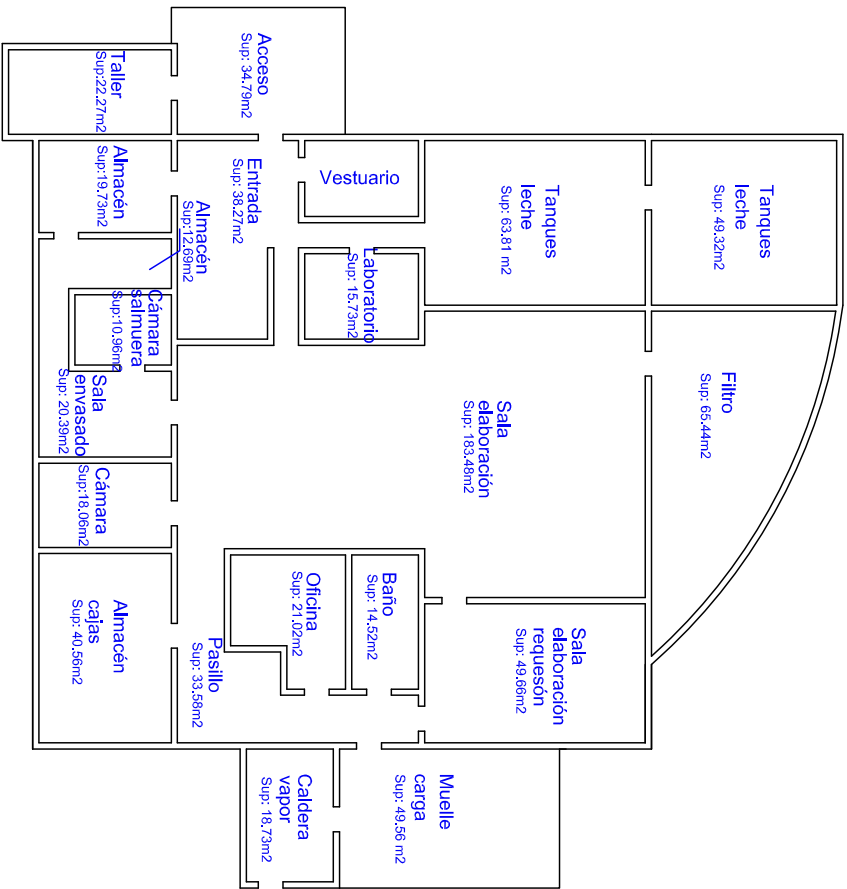 Acceso
Sup: 34.79m2
Taller
Sup:22.27m2
Almacén
Sup:19.73m2
Entrada
Sup: 38.27m2
Vestuario
Tanques
leche
Sup: 63.81 m2
Tanques
leche
Sup: 49.32m2
Almacén
Sup:12.69m2
Laboratorio
Sup: 15.73m2
Cámara
salmuera
Sup:10.96m2
Sala
envasado
Sup: 20.39m2
Sala
elaboración
Sup: 183.48m2
Filtro
Sup: 65.44m2
Cámara
Sup:18.06m2
Almacén
cajas
Sup: 40.56m2
Pasillo
Sup: 33.58m2
Oficina
Sup: 21.02m2
Baño
Sup: 14.52m2
Sala
elaboración
requesón
Sup: 49.66m2
Caldera
vapor
Sup: 18.73m2
Muelle
carga
Sup: 49.56 m2